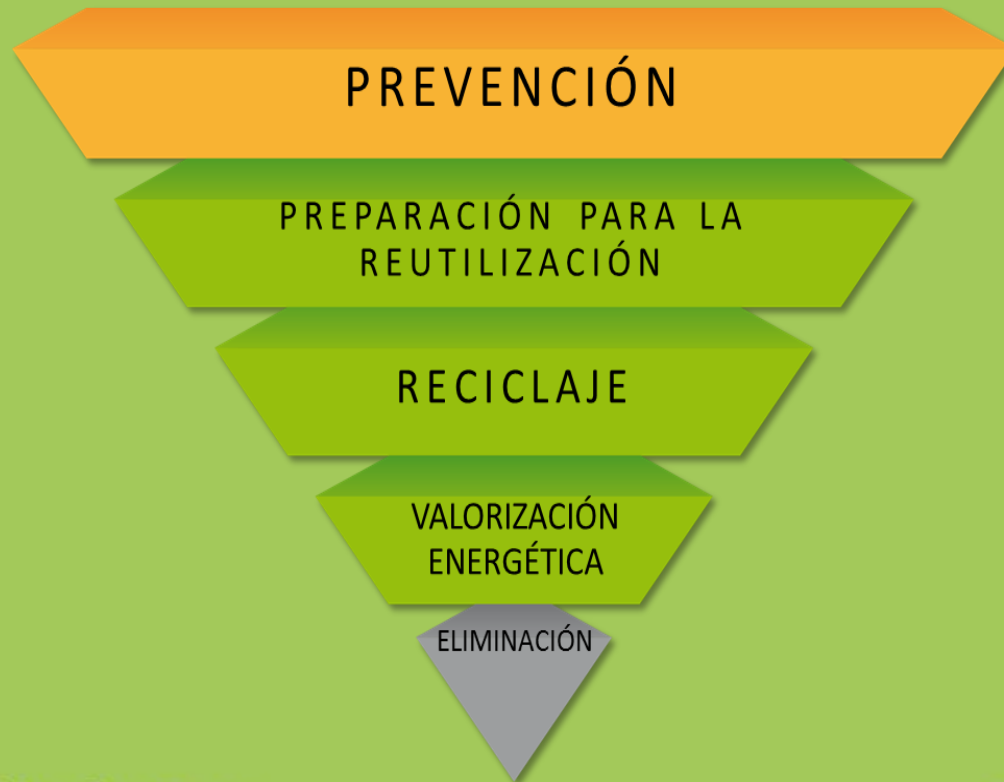 PREVENCIÓN
PREPARACIÓN PARA LA
REUTILIZACIÓN
RECICLAJE
VALORIZACIÓN
ENERGÉTICA
ELIMINACIÓN